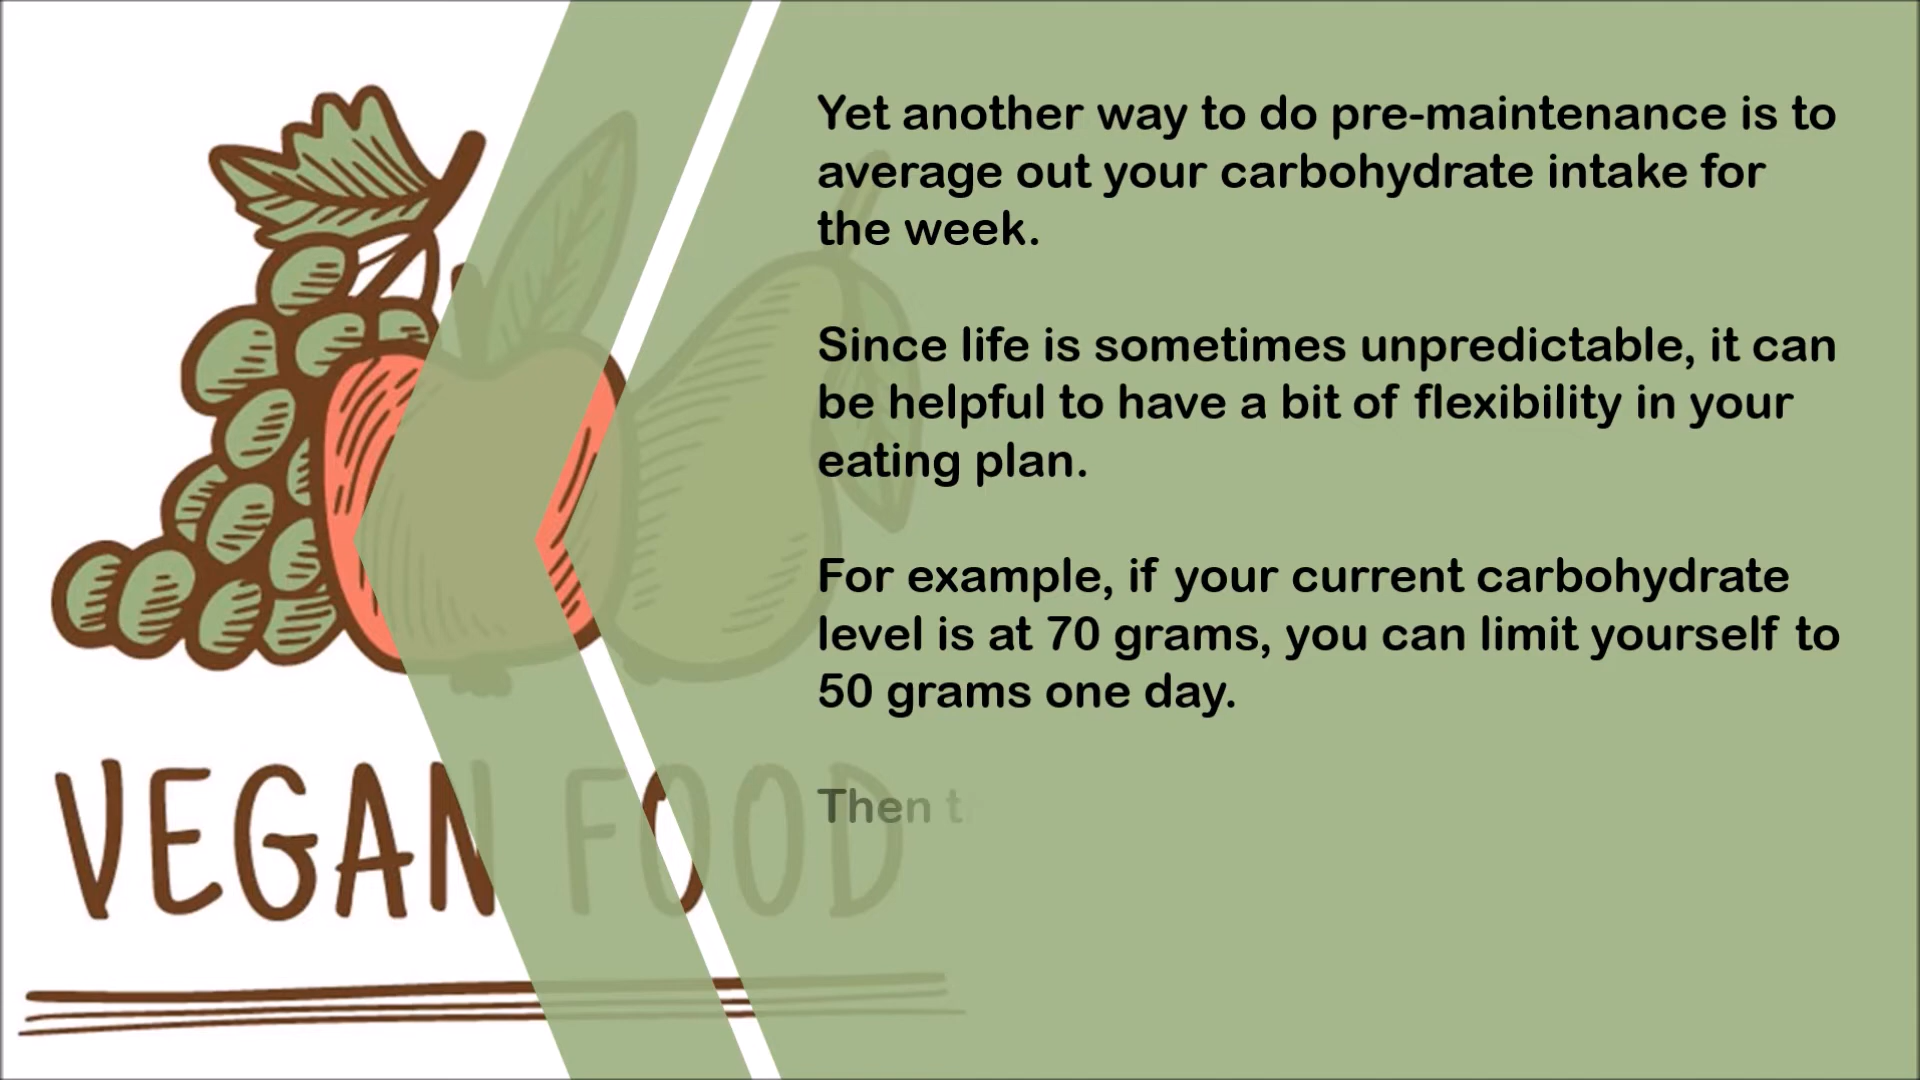 Yet another way to do pre-maintenance is to
average out your carbohydrate intake for
the week.
Since life is sometimes unpredictable, it can
be helpful to have a bit of flexibility in your
eating plan.
For example, if your current carbohydrate
level is at 70 grams, you can limit yourself to
50 grams one day.
Then
VEGAN FOOD